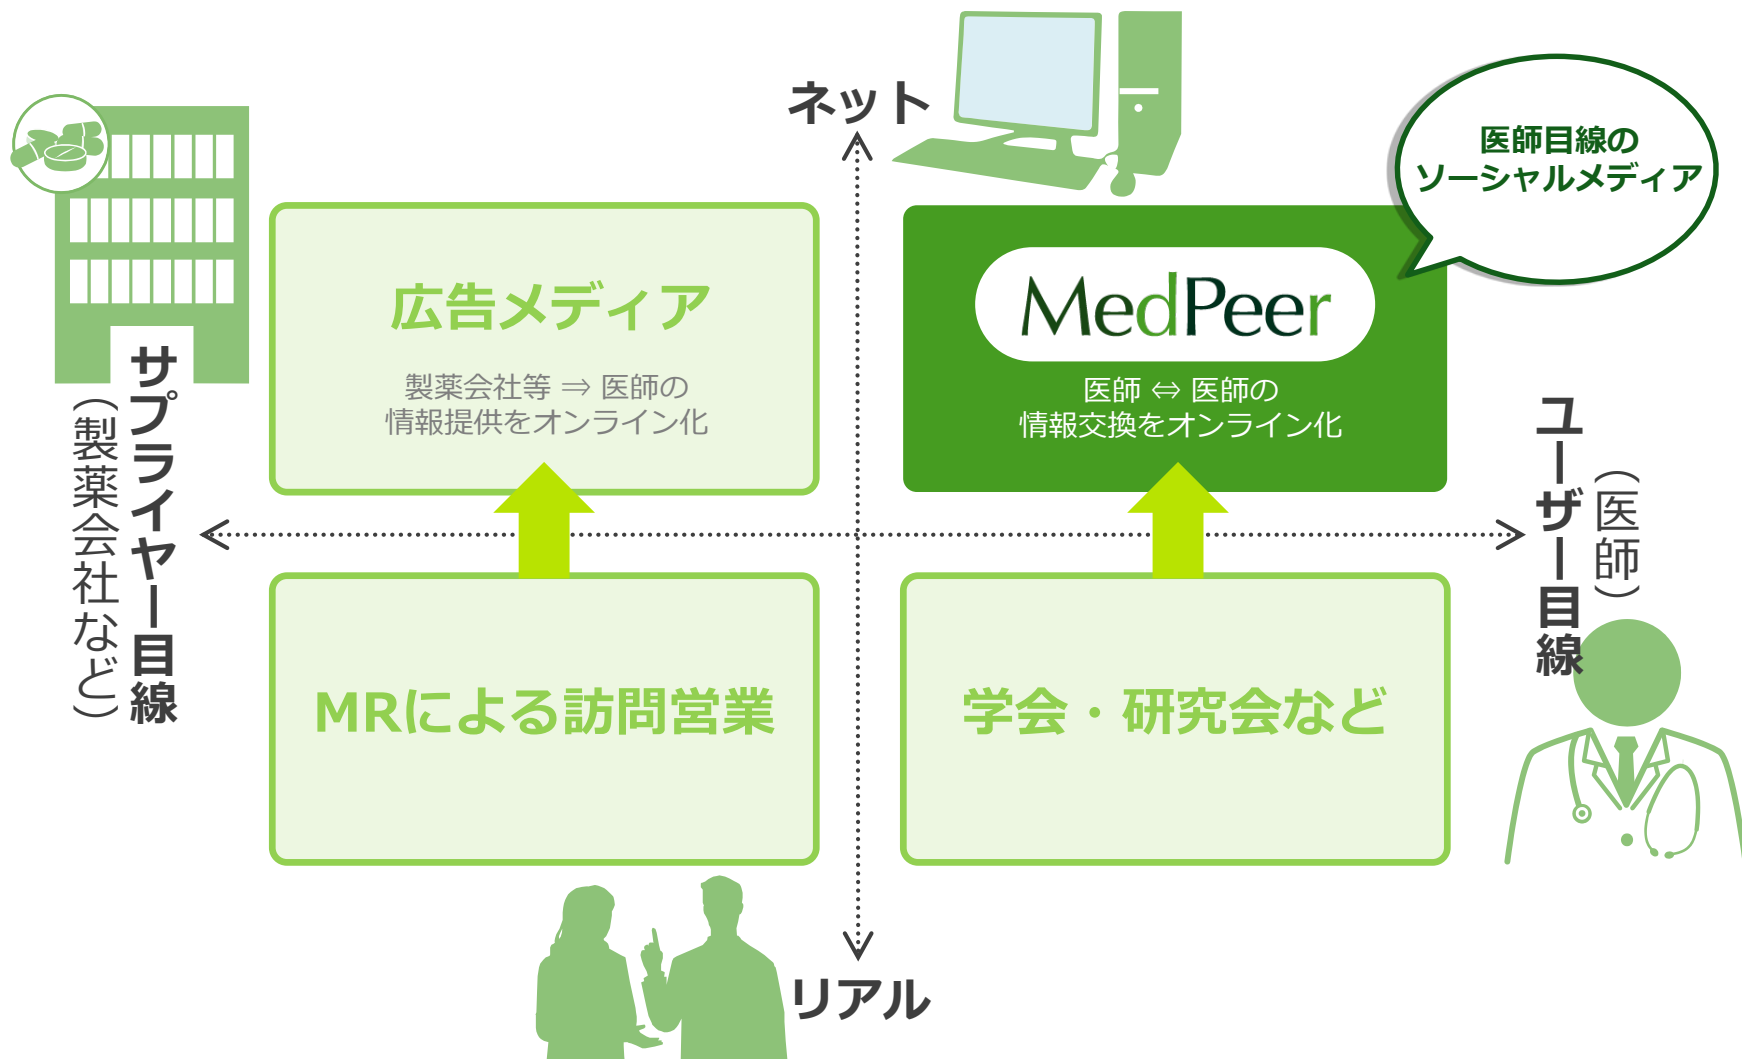 ネット
医師目線の
ソーシャルメディア
広告メディア
製薬会社等 ⇒ 医師の
情報提供をオンライン化
MedPeer
医師 ⇔ 医師の
情報交換をオンライン化
サプライヤー目線
（製薬会社など）
ユーザー目線
（医師）
MRによる訪問営業
学会・研究会など
リアル